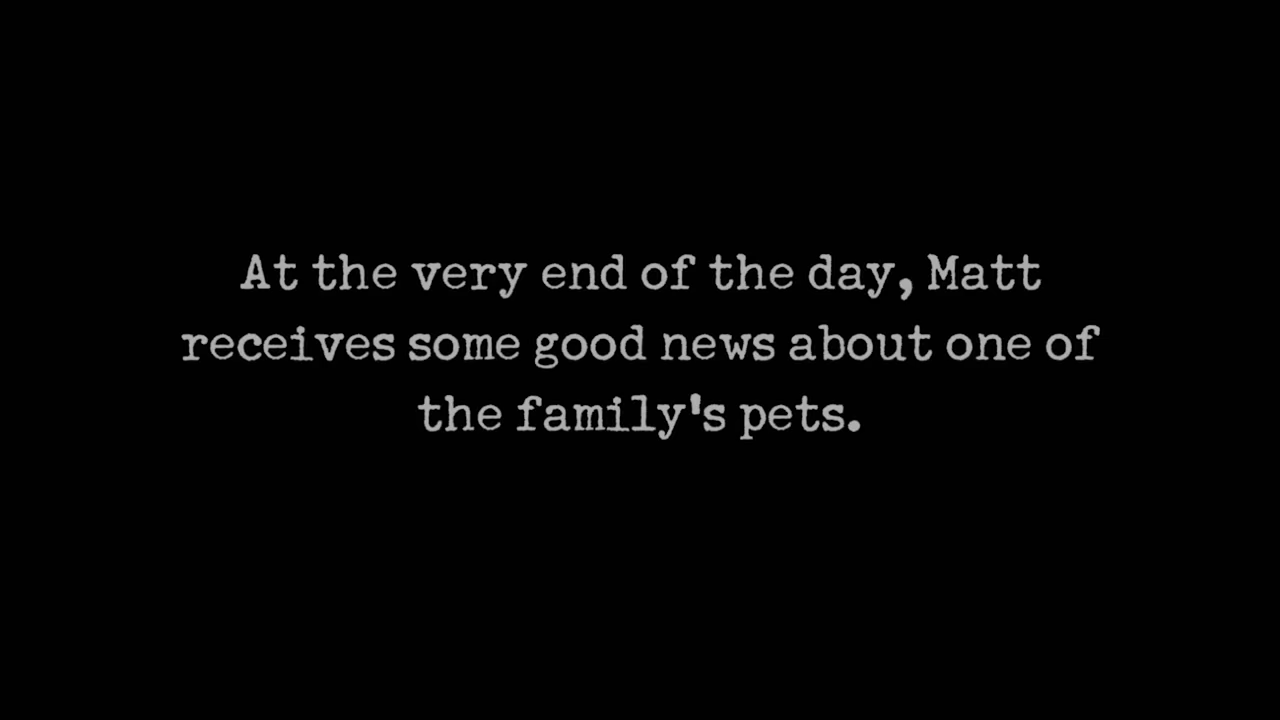 At the very end of the day, Matt
receives some good news about one of
the family's pets.